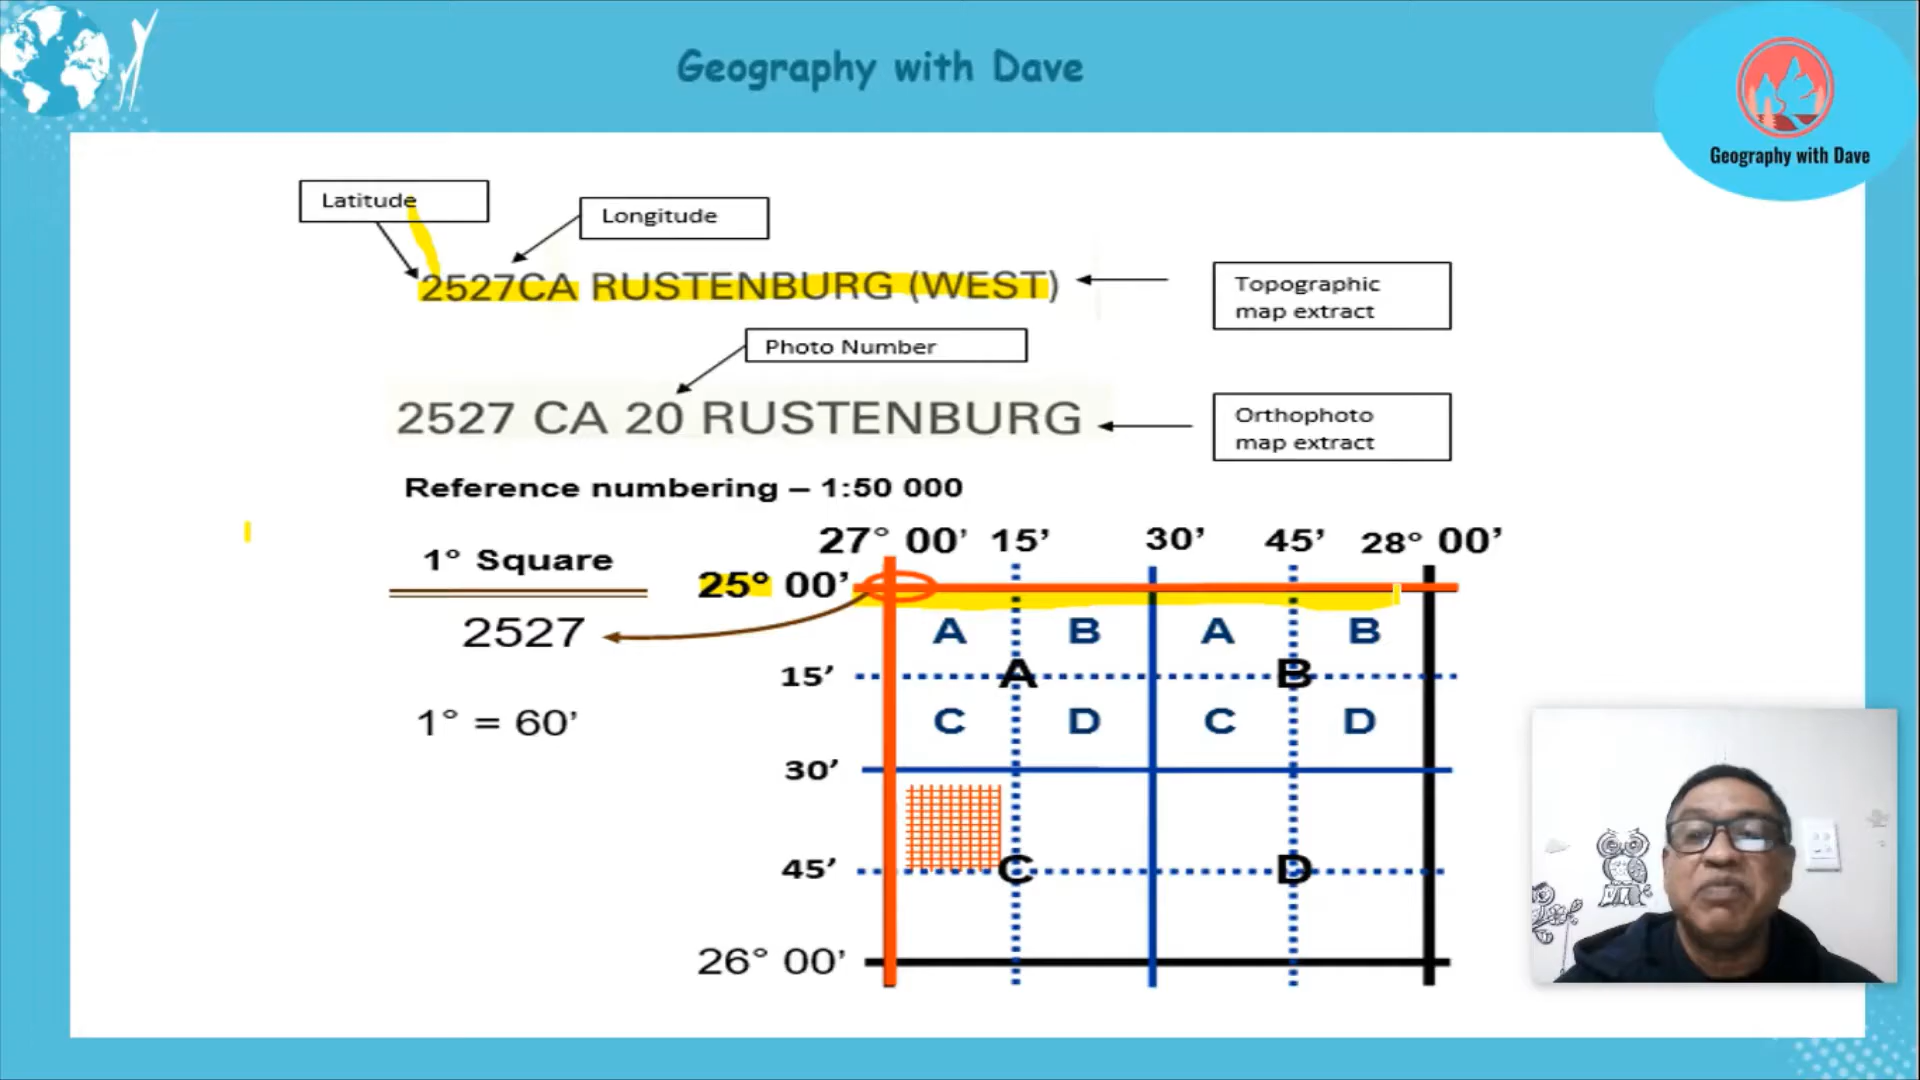 Geography with Dave
Geography with Dave
Latitude
Longitude
2527CA RUSTENBURG (WEST)
Topographic
map extract
Photo Number
2527 CA 20 RUSTENBURG
Orthophoto
map extract
Reference numbering – 1:50 000
27° 00’ 15’ 30’ 45’ 28° 00’
1° Square
25° 00’
2527
A B A B
15’
A B
1° = 60’
C D C D
30’
45’
C D
26° 00’